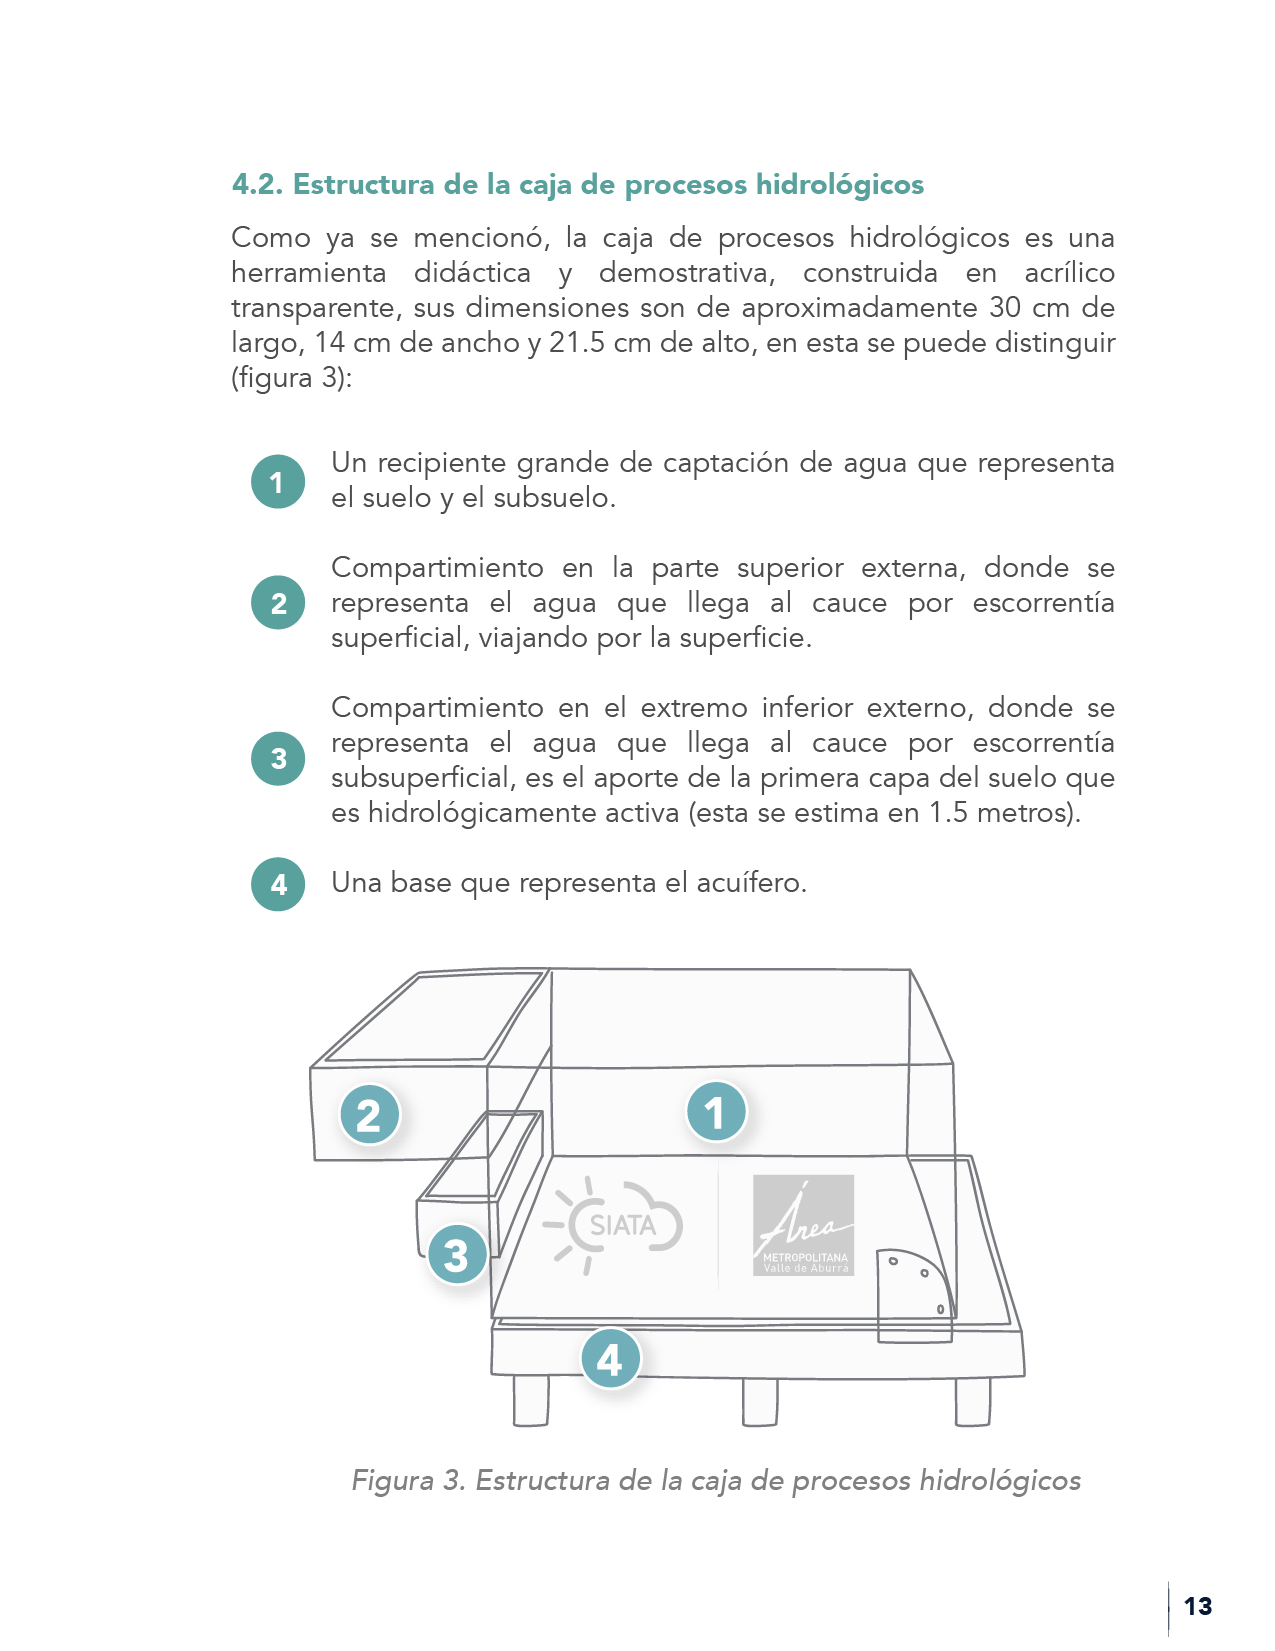 4.2. Estructura de la caja de procesos hidrológicos
Como ya se mencionó, la caja de procesos hidrológicos es una
herramienta didáctica y demostrativa, construida en acrílico
transparente, sus dimensiones son de aproximadamente 30 cm de
largo, 14 cm de ancho y 21.5 cm de alto, en esta se puede distinguir
(figura 3):
1
Un recipiente grande de captación de agua que representa
el suelo y el subsuelo.
2
Compartimiento en la parte superior externa, donde se
representa el agua que llega al cauce por escorrentía
superficial, viajando por la superficie.
3
Compartimiento en el extremo inferior externo, donde se
representa el agua que llega al cauce por escorrentía
subsuperficial, es el aporte de la primera capa del suelo que
es hidrológicamente activa (esta se estima en 1.5 metros).
4
Una base que representa el acuífero.
2
1
3
SIATA
Área
METROPOLITANA
Valle de Aburrá
4
Figura 3. Estructura de la caja de procesos hidrológicos
13